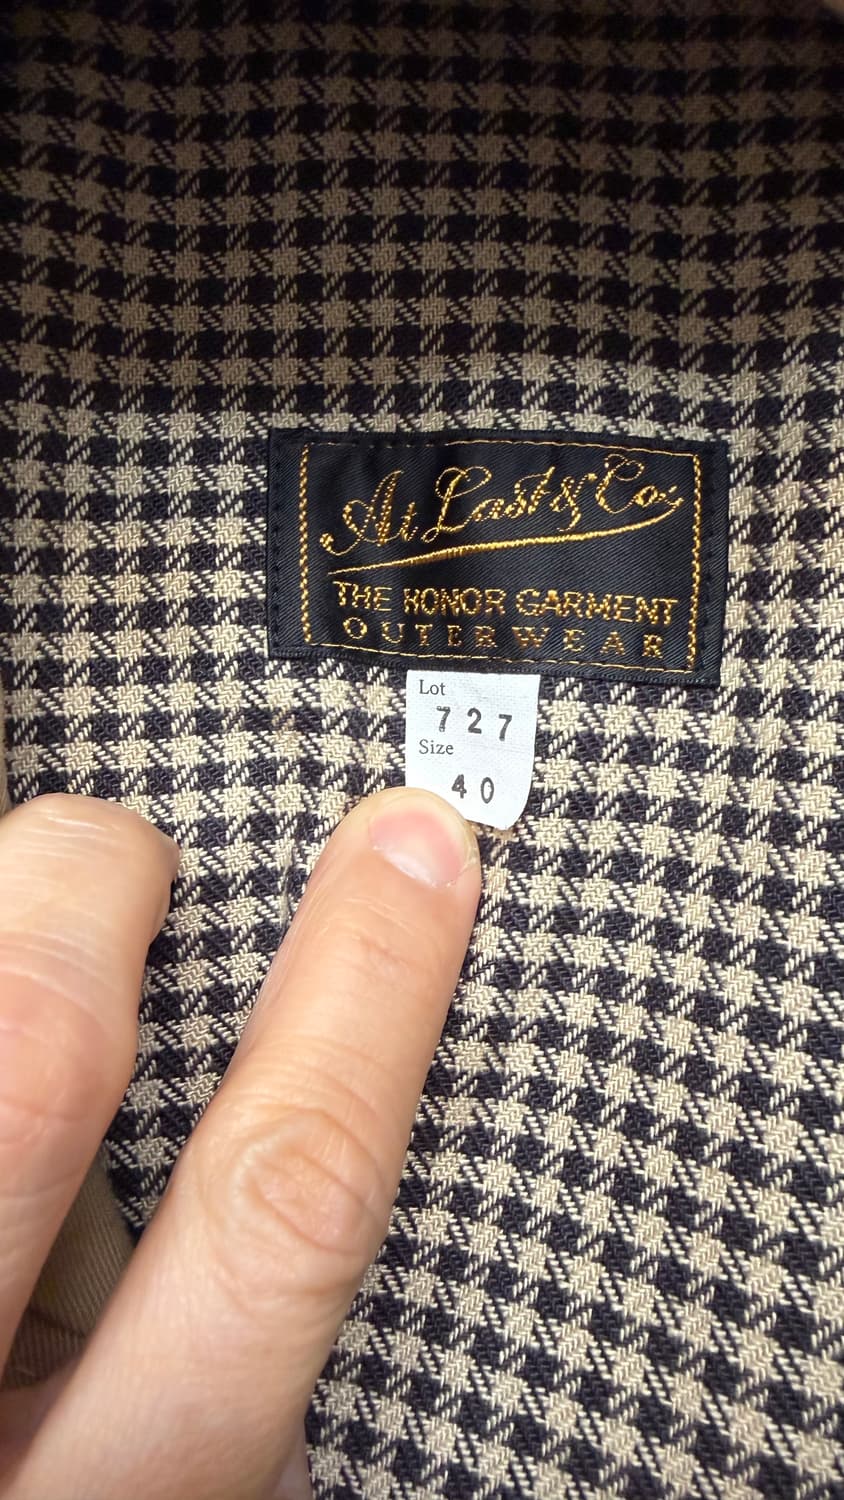 At Last & Co.
THE HONOR GARMENT
OUTERWEAR
Lot
727
Size
40